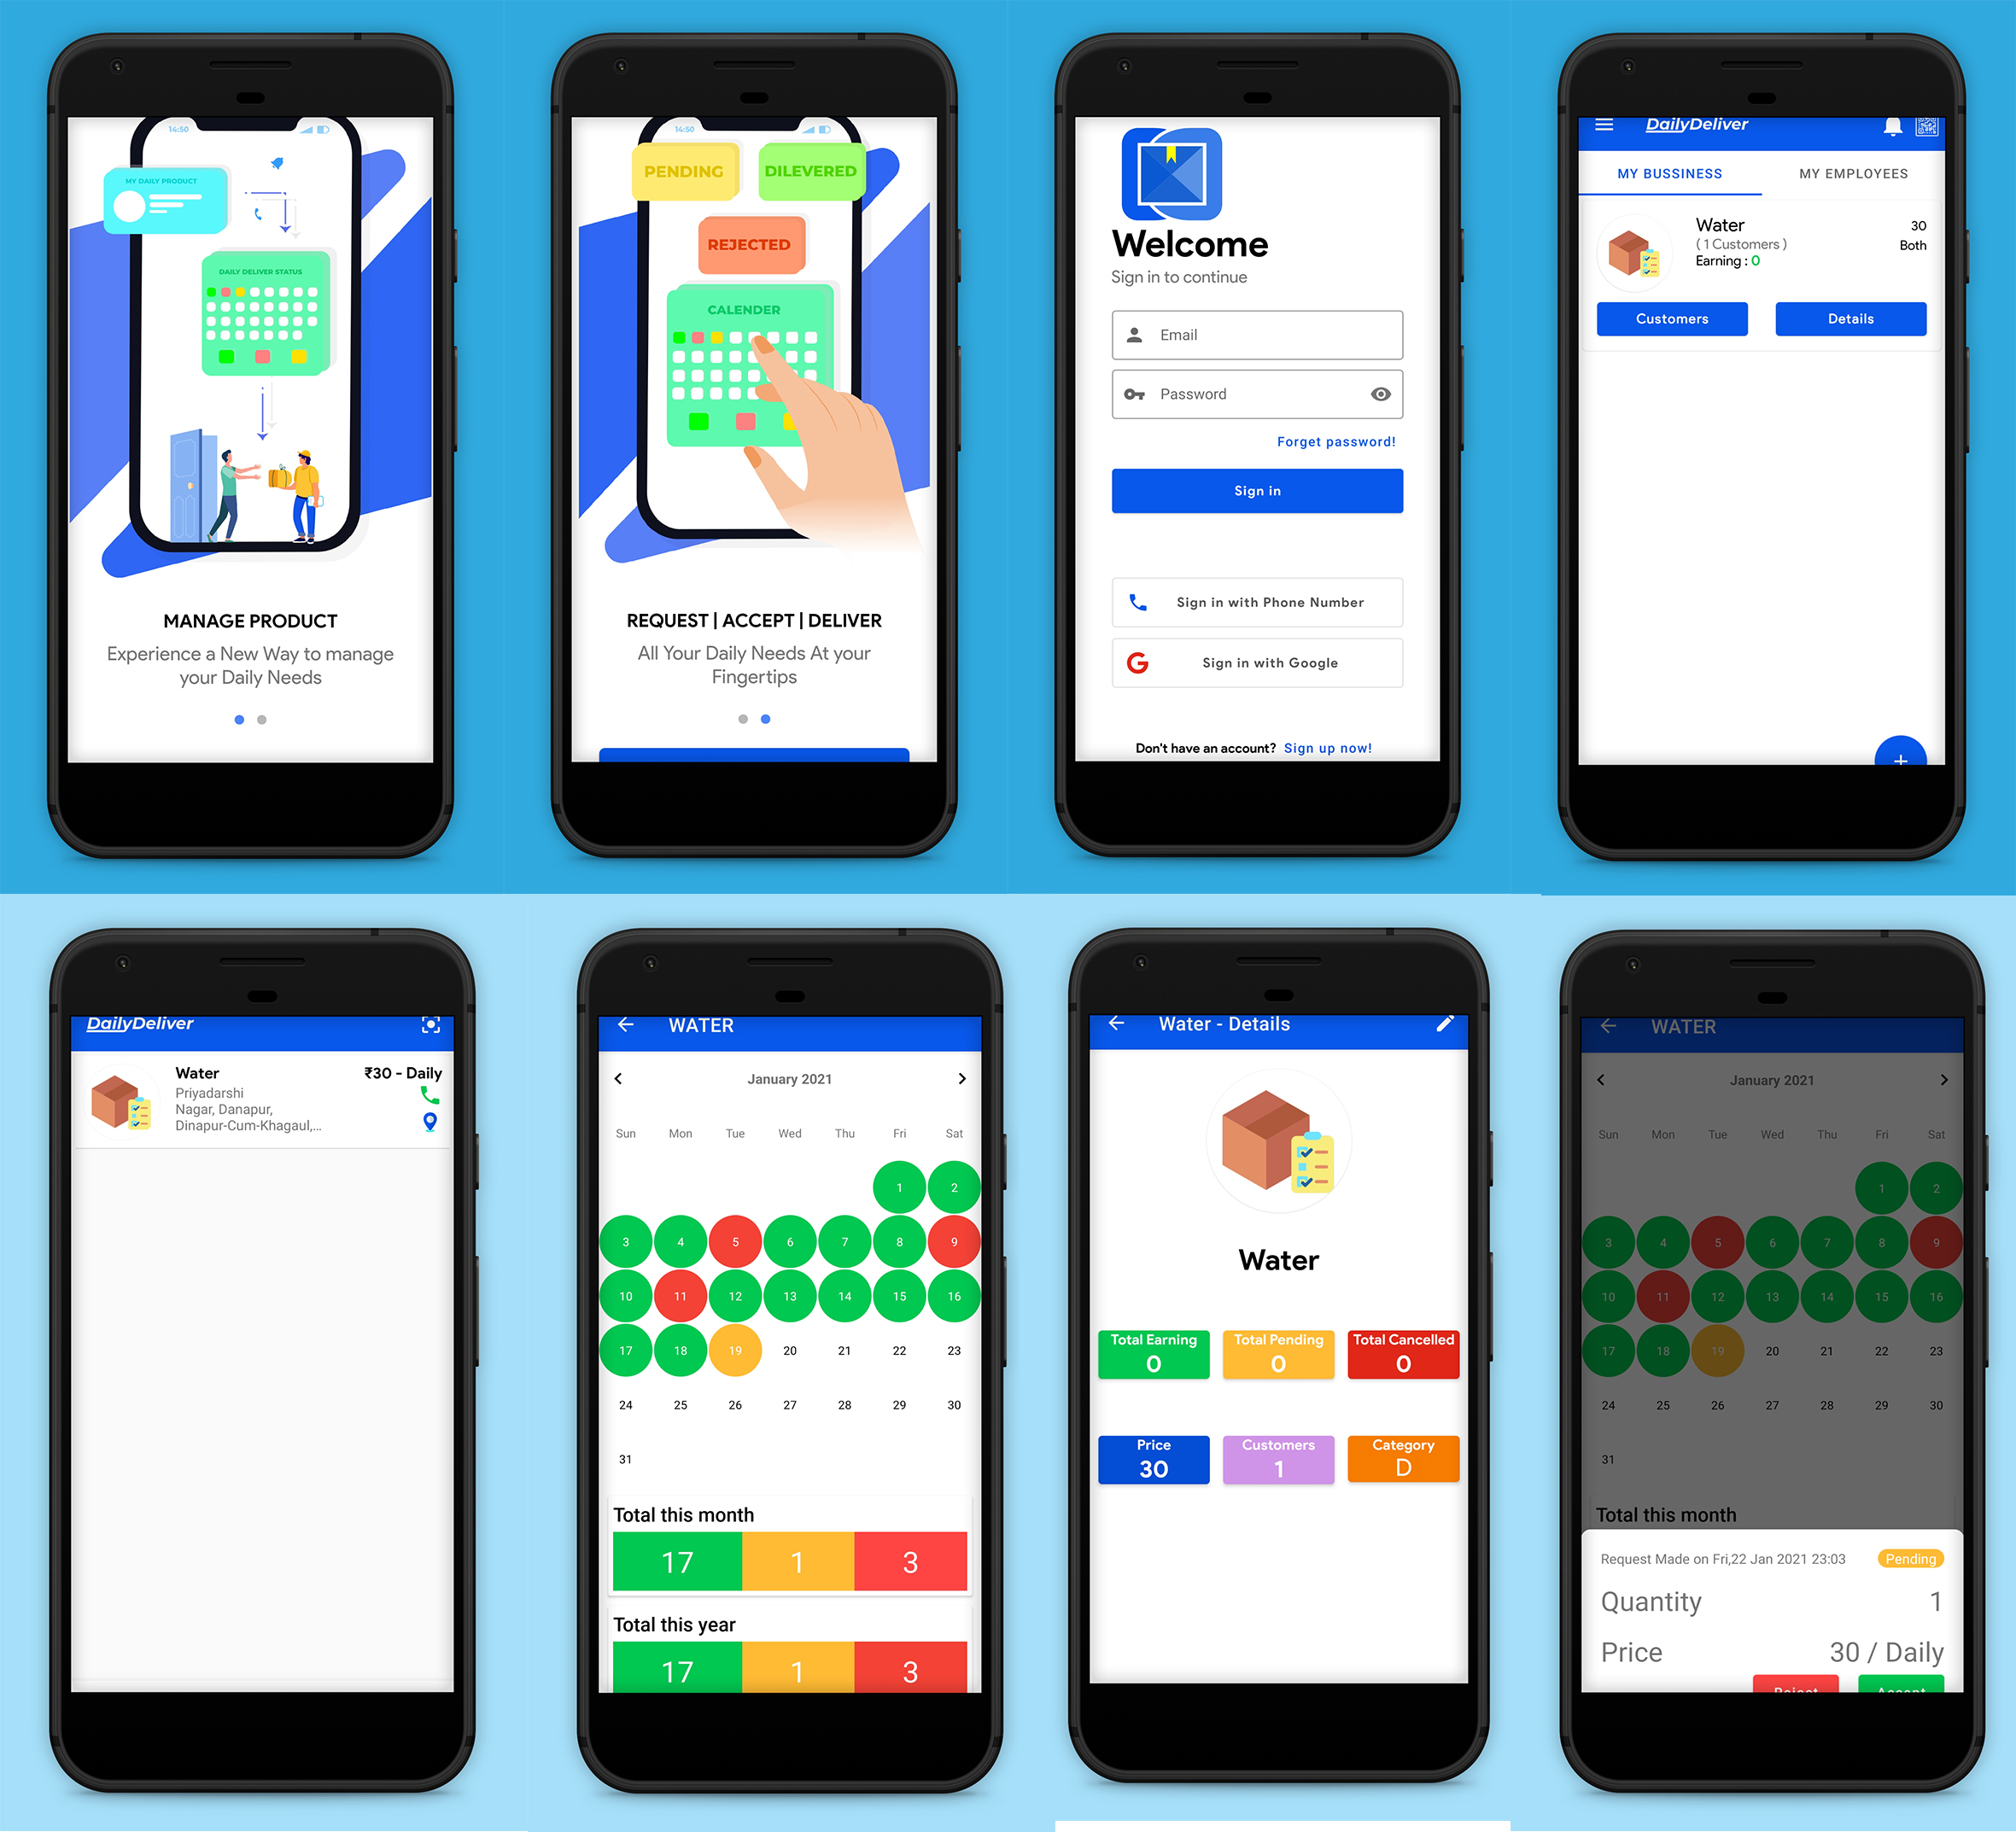 14:50
MY DAILY PRODUCT
DAILY DELIVER STATUS
MANAGE PRODUCT
Experience a New Way to manage
your Daily Needs
14:50
PENDING
DILEVERED
REJECTED
CALENDER
REQUEST | ACCEPT | DELIVER
All Your Daily Needs At your
Fingertips
Welcome
Sign in to continue
Email
Password
Forget password!
Sign in
Sign in with Phone Number
G Sign in with Google
Don't have an account? Sign up now!
DailyDeliver
MY BUSSINESS MY EMPLOYEES
Water 30
( 1 Customers ) Both
Earning : 0
Customers Details
+
DailyDeliver
Water ₹30 - Daily
Priyadarshi
Nagar, Danapur,
Dinapur-Cum-Khagaul,...
WATER
January 2021
Sun Mon Tue Wed Thu Fri Sat
1 2
3 4 5 6 7 8 9
10 11 12 13 14 15 16
17 18 19 20 21 22 23
24 25 26 27 28 29 30
31
Total this month
17 1 3
Total this year
17 1 3
Water - Details
Water
Total Earning Total Pending Total Cancelled
0 0 0
Price Customers Category
30 1 D
WATER
January 2021
Sun Mon Tue Wed Thu Fri Sat
1 2
3 4 5 6 7 8 9
10 11 12 13 14 15 16
17 18 19 20 21 22 23
24 25 26 27 28 29 30
31
Total this month
Request Made on Fri,22 Jan 2021 23:03 Pending
Quantity 1
Price 30 / Daily
Reject Accept